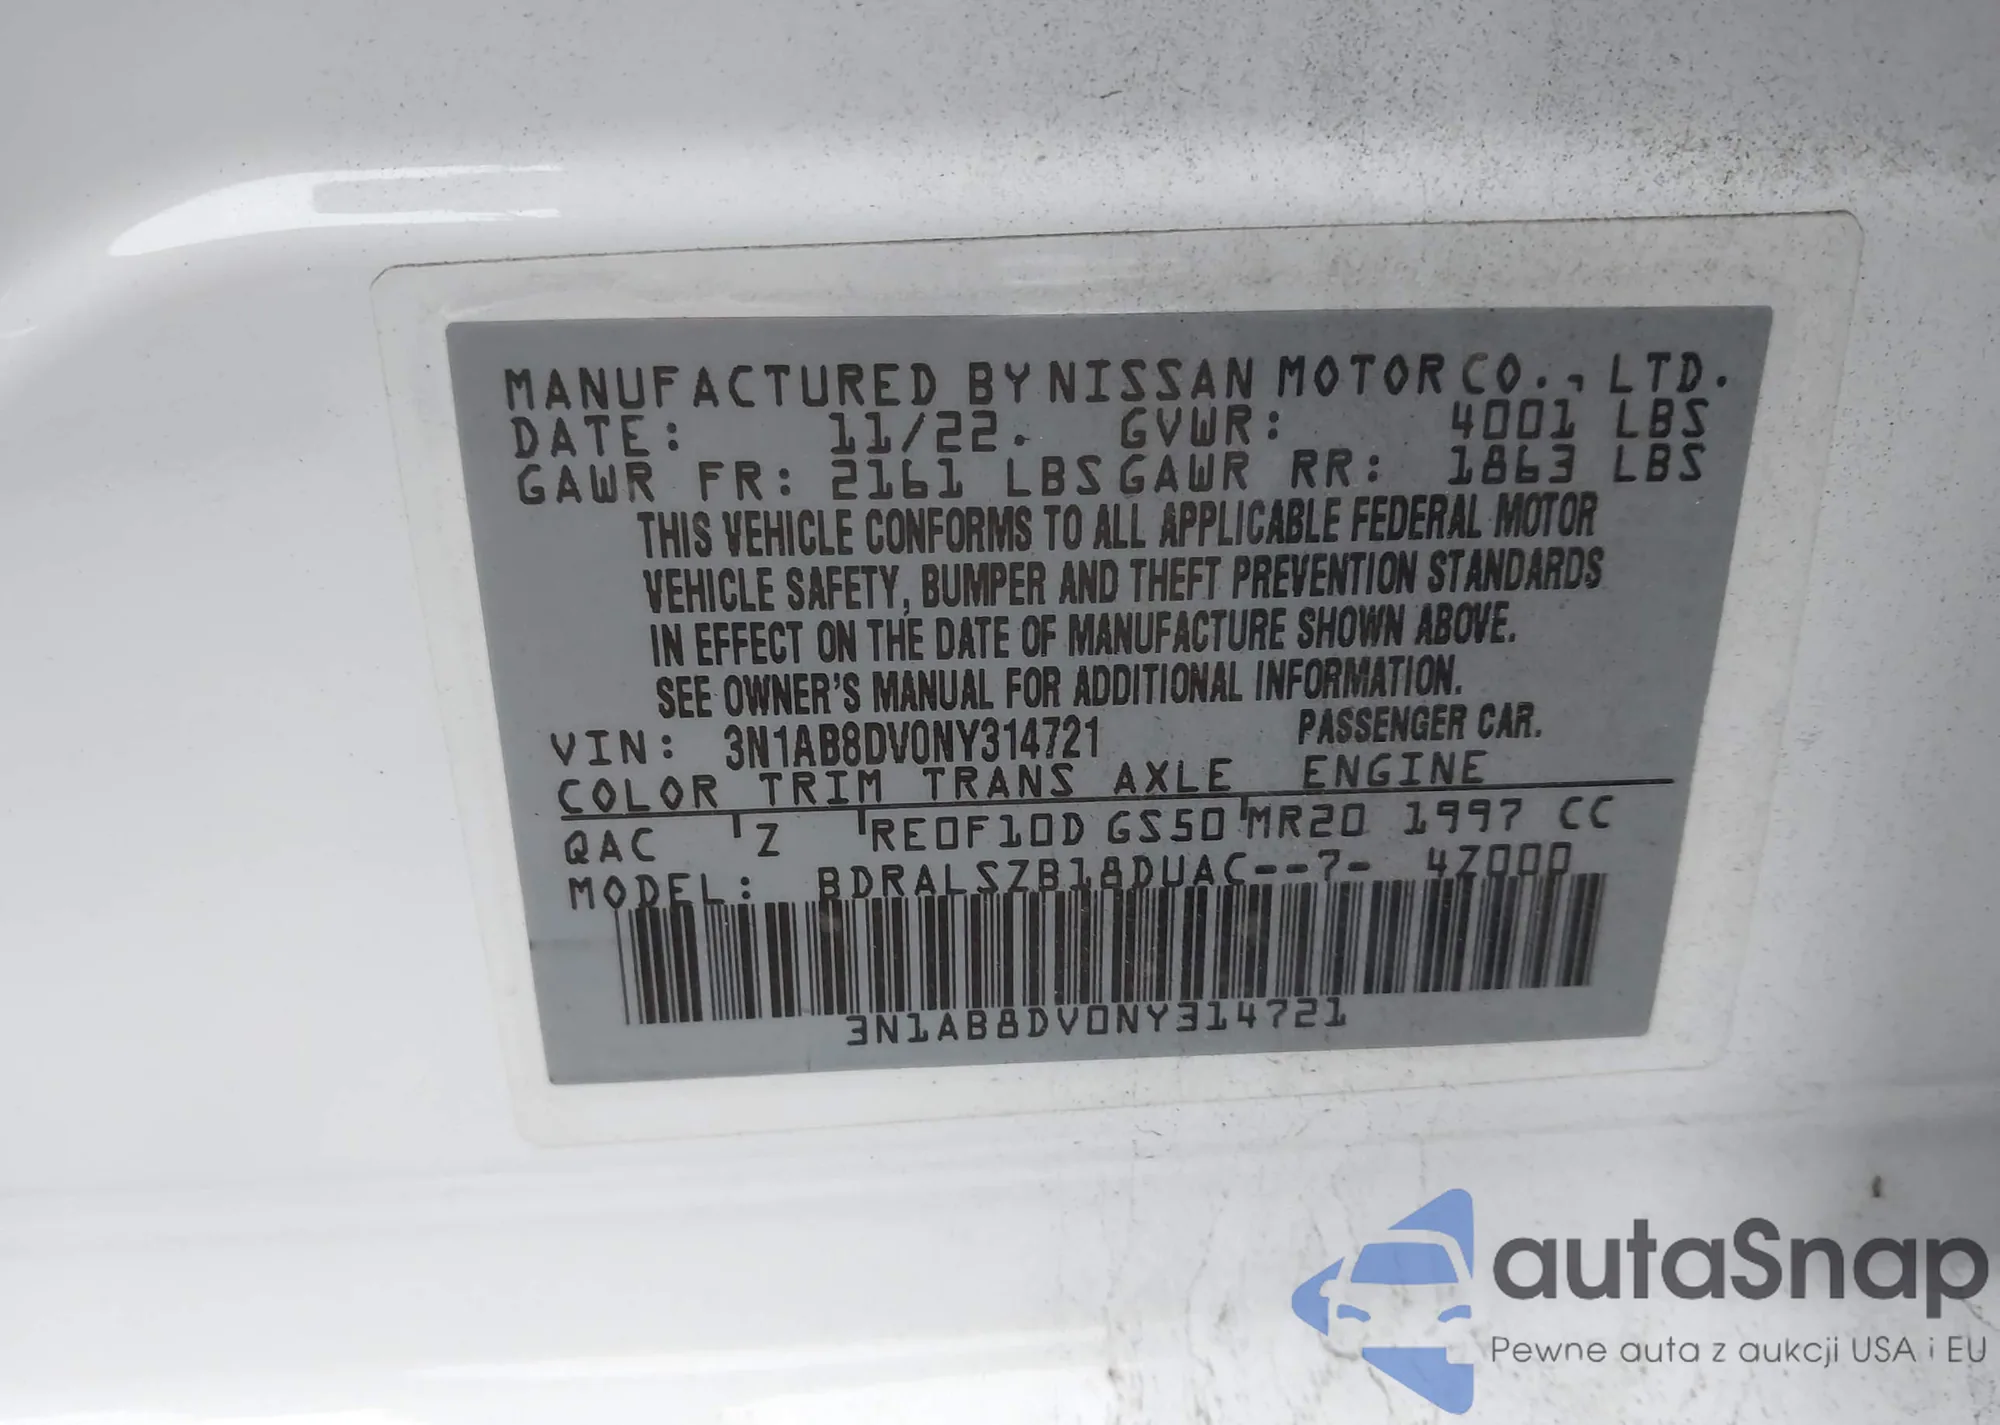 MANUFACTURED BY NISSAN MOTOR CO., LTD.
DATE: 11/22. GVWR: 4001 LBS
GAWR FR: 2161 LBS GAWR RR: 1863 LBS
THIS VEHICLE CONFORMS TO ALL APPLICABLE FEDERAL MOTOR
VEHICLE SAFETY, BUMPER AND THEFT PREVENTION STANDARDS
IN EFFECT ON THE DATE OF MANUFACTURE SHOWN ABOVE.
SEE OWNER'S MANUAL FOR ADDITIONAL INFORMATION.
VIN: 3N1AB8DV0NY314721 PASSENGER CAR.
COLOR TRIM TRANS AXLE ENGINE
QAC Z RE0F10D GS50 MR20 1997 CC
MODEL: BDRALSZB18DUAC--7- 4Z000
3N1AB8DV0NY314721
autaSnap
Pewne auta z aukcji USA i EU